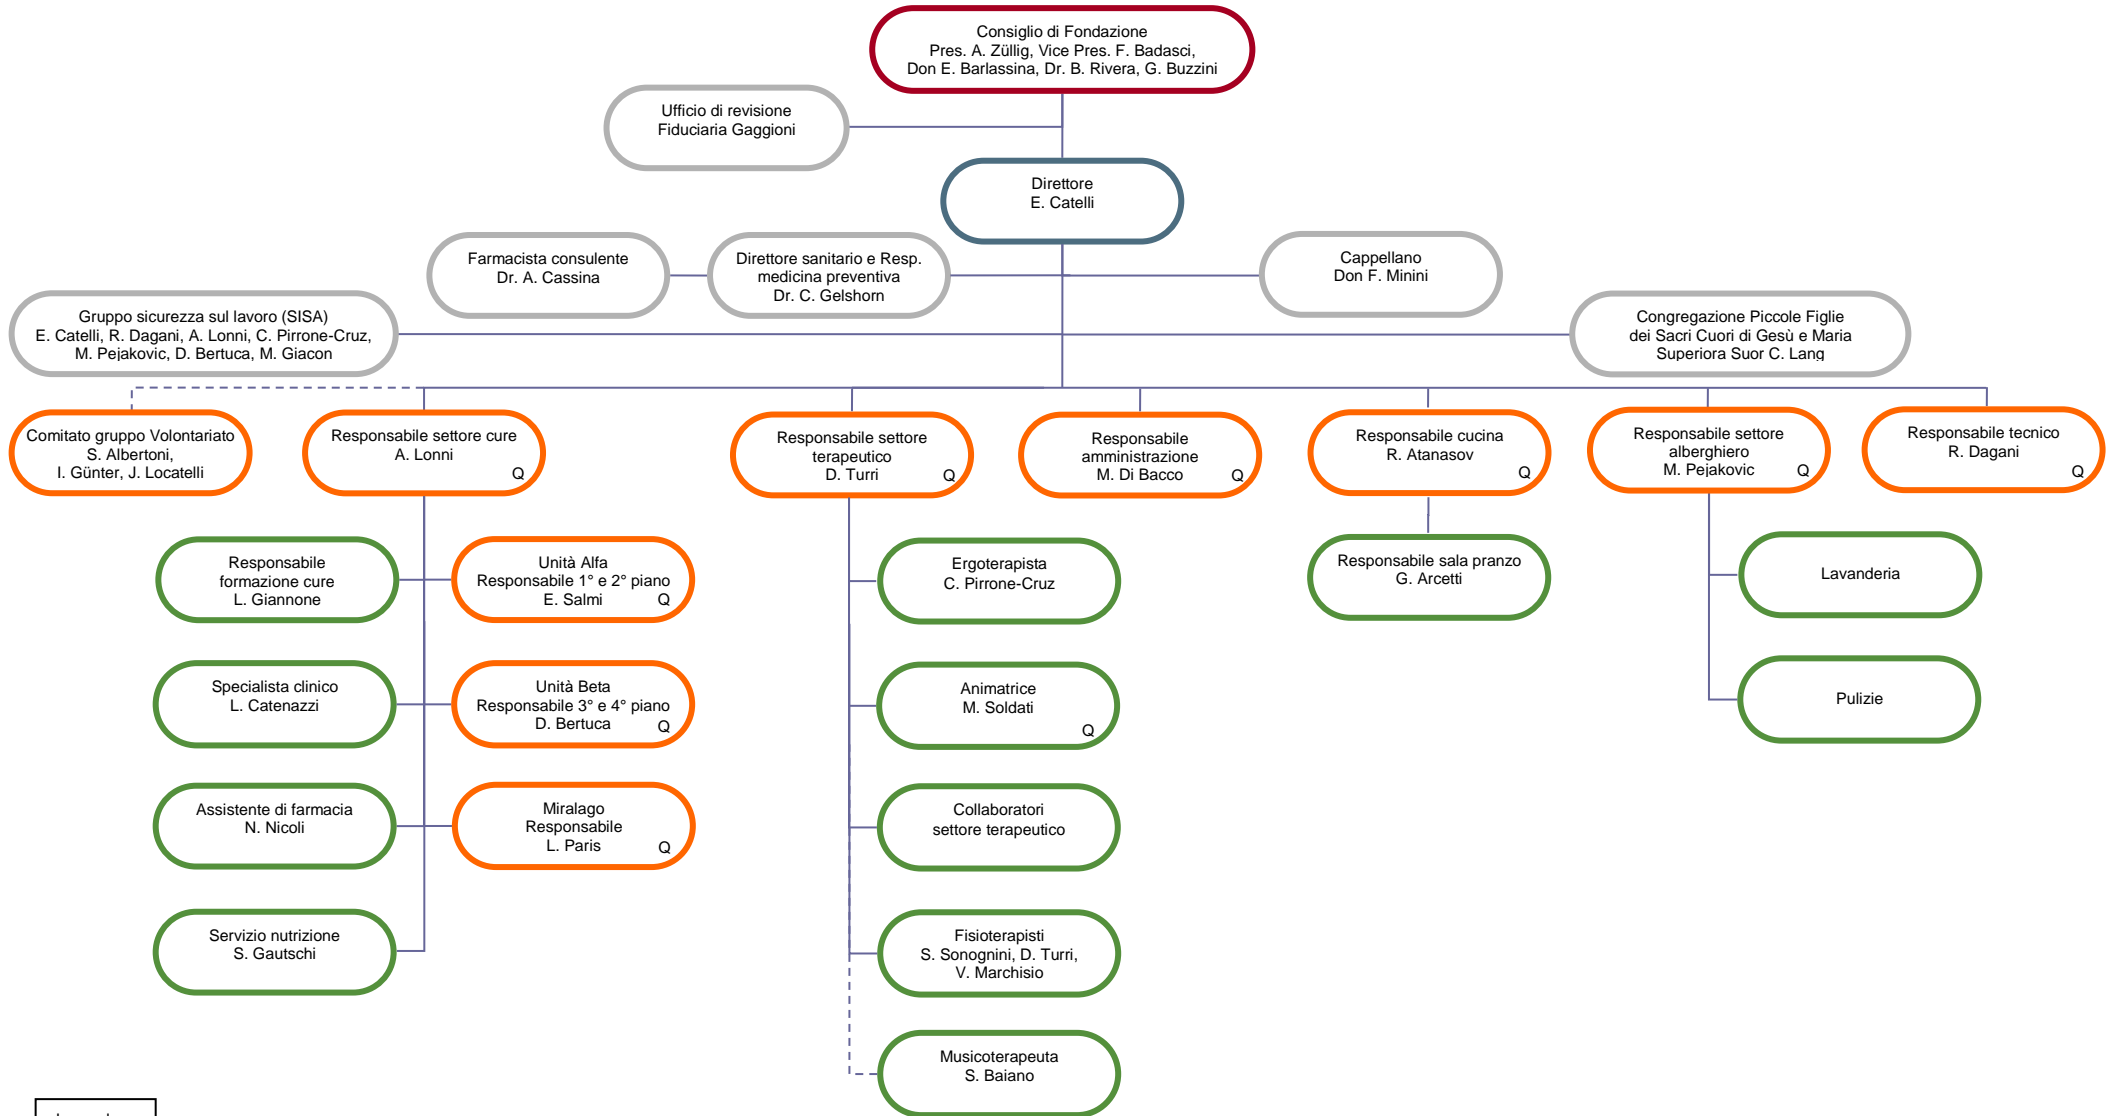 Consiglio di Fondazione
Pres. A. Züllig, Vice Pres. F. Badasci,
Don E. Barlassina, Dr. B. Rivera, G. Buzzini
Ufficio di revisione
Fiduciaria Gaggioni
Direttore
E. Catelli
Farmacista consulente
Dr. A. Cassina
Direttore sanitario e Resp.
medicina preventiva
Dr. C. Gelshorn
Cappellano
Don F. Minini
Gruppo sicurezza sul lavoro (SISA)
E. Catelli, R. Dagani, A. Lonni, C. Pirrone-Cruz,
M. Pejakovic, D. Bertuca, M. Giacon
Congregazione Piccole Figlie
dei Sacri Cuori di Gesù e Maria
Superiora Suor C. Lang
Comitato gruppo Volontariato
S. Albertoni,
I. Günter, J. Locatelli
Responsabile settore cure
A. Lonni
Q
Responsabile settore
terapeutico
D. Turri
Q
Responsabile
amministrazione
M. Di Bacco
Q
Responsabile cucina
R. Atanasov
Q
Responsabile settore
alberghiero
M. Pejakovic
Q
Responsabile tecnico
R. Dagani
Q
Responsabile
formazione cure
L. Giannone
Unità Alfa
Responsabile 1° e 2° piano
E. Salmi
Q
Ergoterapista
C. Pirrone-Cruz
Responsabile sala pranzo
G. Arcetti
Lavanderia
Specialista clinico
L. Catenazzi
Unità Beta
Responsabile 3° e 4° piano
D. Bertuca
Q
Animatrice
M. Soldati
Q
Pulizie
Assistente di farmacia
N. Nicoli
Miralago
Responsabile
L. Paris
Q
Collaboratori
settore terapeutico
Servizio nutrizione
S. Gautschi
Fisioterapisti
S. Sonognini, D. Turri,
V. Marchisio
Musicoterapeuta
S. Baiano